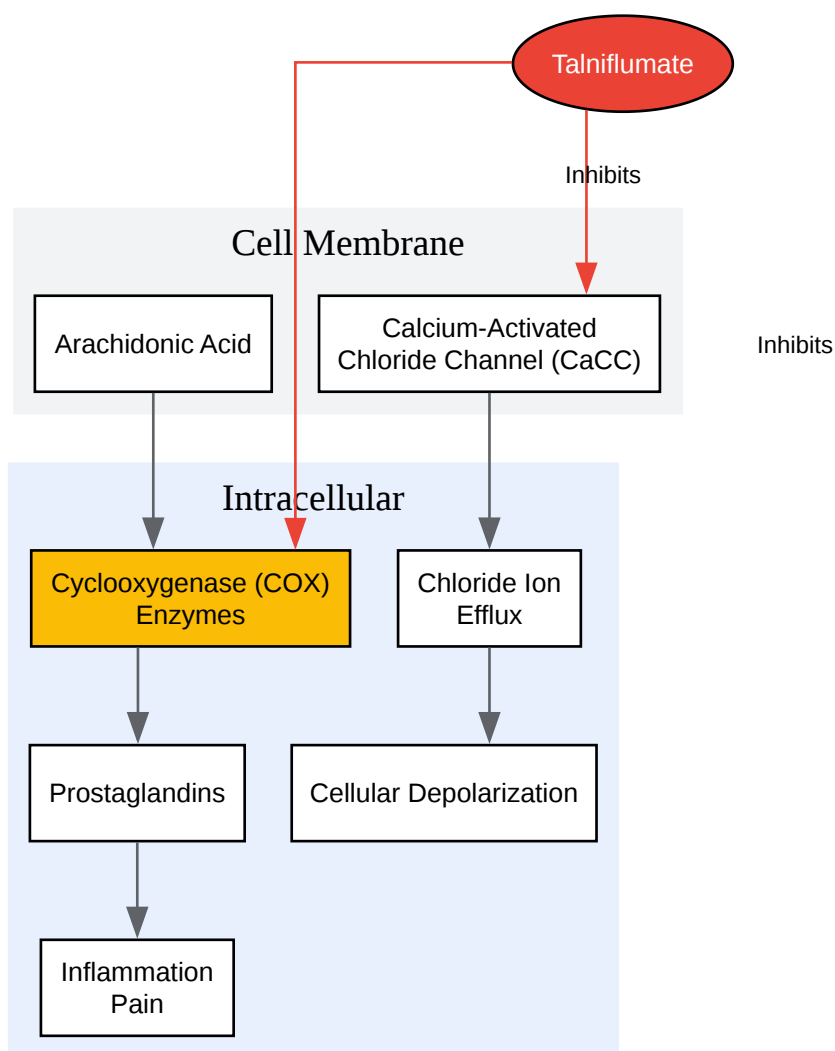 Talniflumate
Inhibits
Cell Membrane
Arachidonic Acid
Calcium-Activated
Chloride Channel (CaCC)
Inhibits
Intracellular
Cyclooxygenase (COX)
Enzymes
Chloride Ion
Efflux
Prostaglandins
Cellular Depolarization
Inflammation
Pain